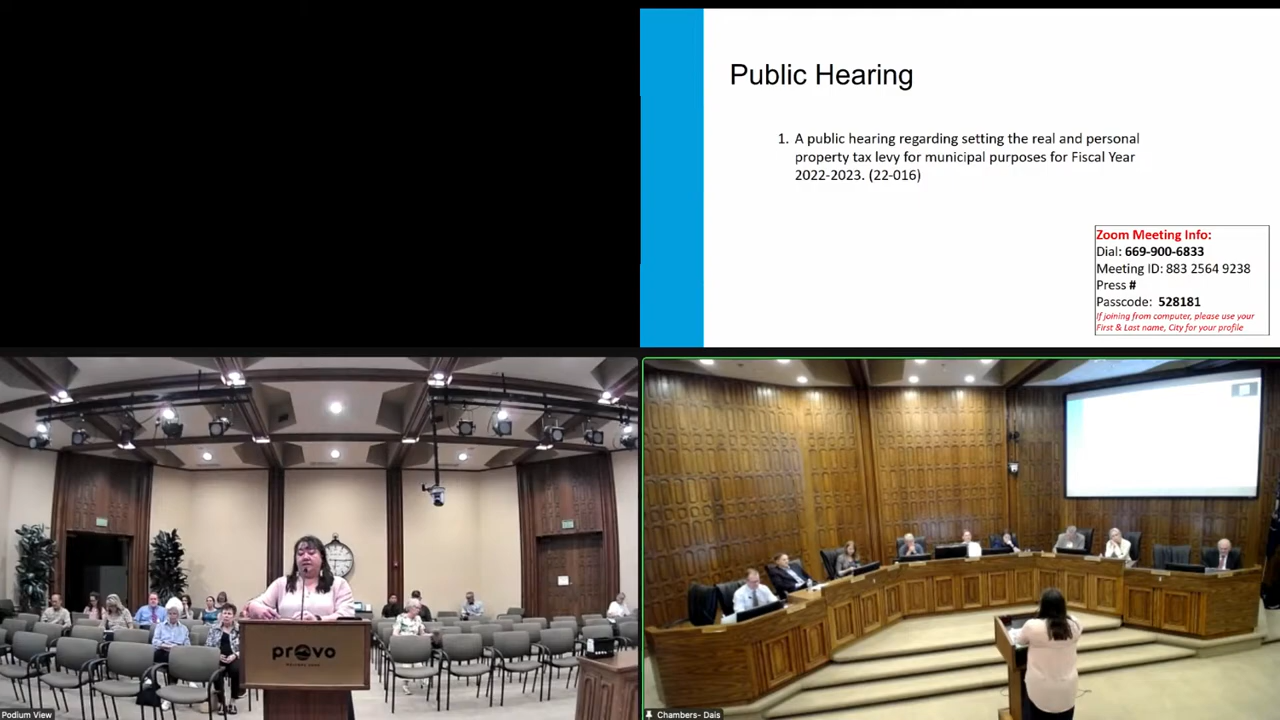 Public Hearing
1. A public hearing regarding setting the real and personal
property tax levy for municipal purposes for Fiscal Year
2022-2023. (22-016)
Zoom Meeting Info:
Dial: 669-900-6833
Meeting ID: 883 2564 9238
Press #
Passcode: 528181
If joining from computer, please use your
First & Last name, City for your profile
provo
Podium View
Chambers- Dais